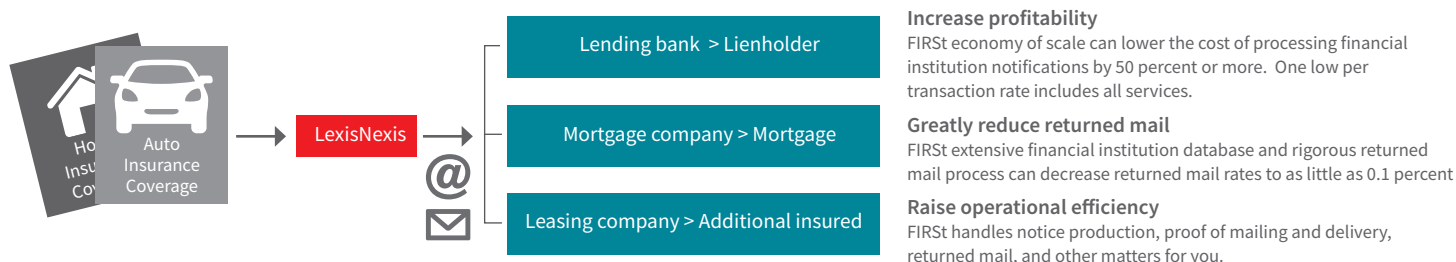 Auto
Insurance
Coverage
LexisNexis
@
Lending bank > Lienholder
Mortgage company > Mortgage
Leasing company > Additional insured
Increase profitability
FIRSt economy of scale can lower the cost of processing financial
institution notifications by 50 percent or more. One low per
transaction rate includes all services.
Greatly reduce returned mail
FIRSt extensive financial institution database and rigorous returned
mail process can decrease returned mail rates to as little as 0.1 percent
Raise operational efficiency
FIRSt handles notice production, proof of mailing and delivery,
returned mail, and other matters for you.